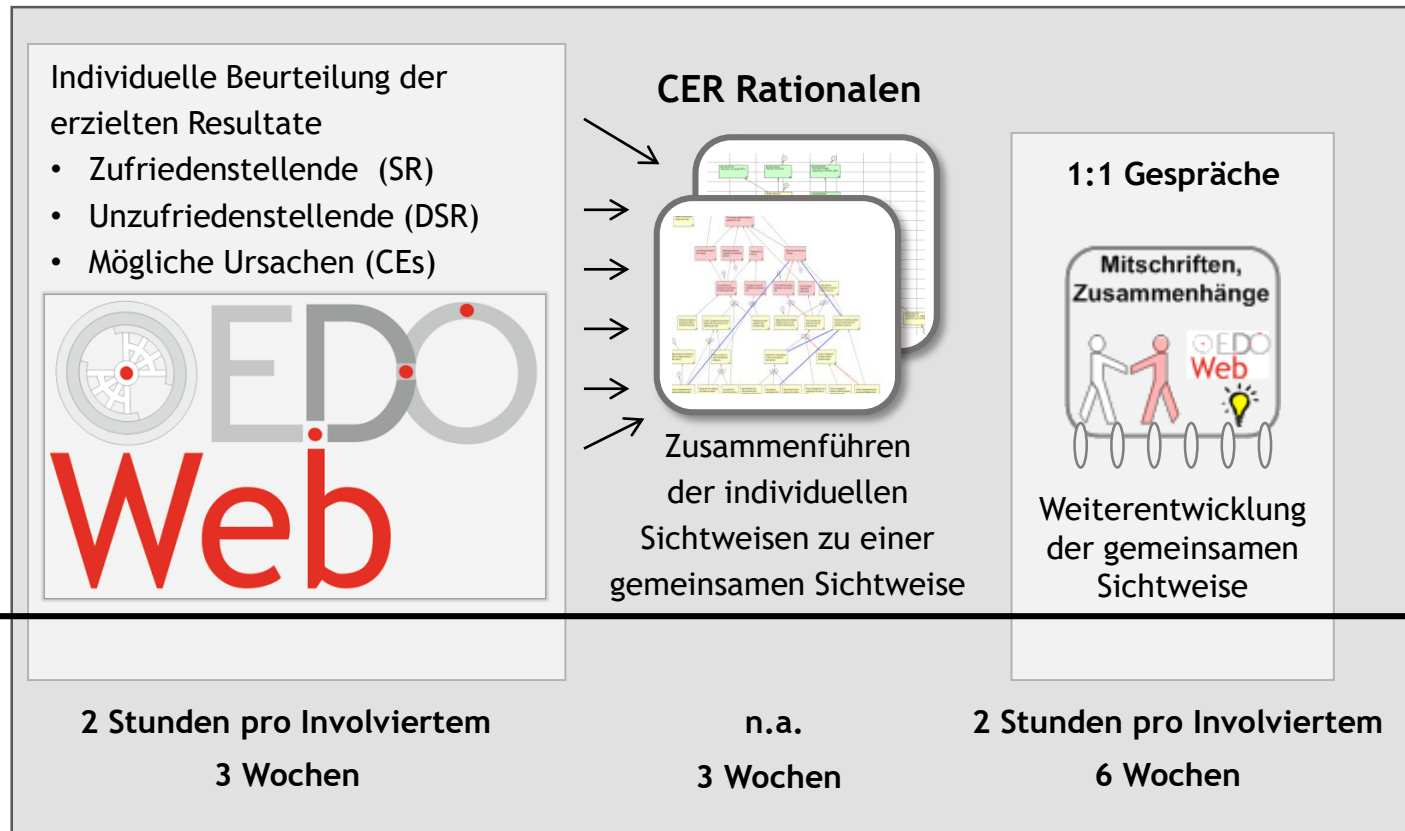 Individuelle Beurteilung der
erzielten Resultate
• Zufriedenstellende (SR)
• Unzufriedenstellende (DSR)
• Mögliche Ursachen (CEs)
EDO
Web
CER Rationalen
Zusammenführen
der individuellen
Sichtweisen zu einer
gemeinsamen Sichtweise
1:1 Gespräche
Mitschriften,
Zusammenhänge
EDO
Web
Weiterentwicklung
der gemeinsamen
Sichtweise
2 Stunden pro Involviertem
3 Wochen
n.a.
3 Wochen
2 Stunden pro Involviertem
6 Wochen